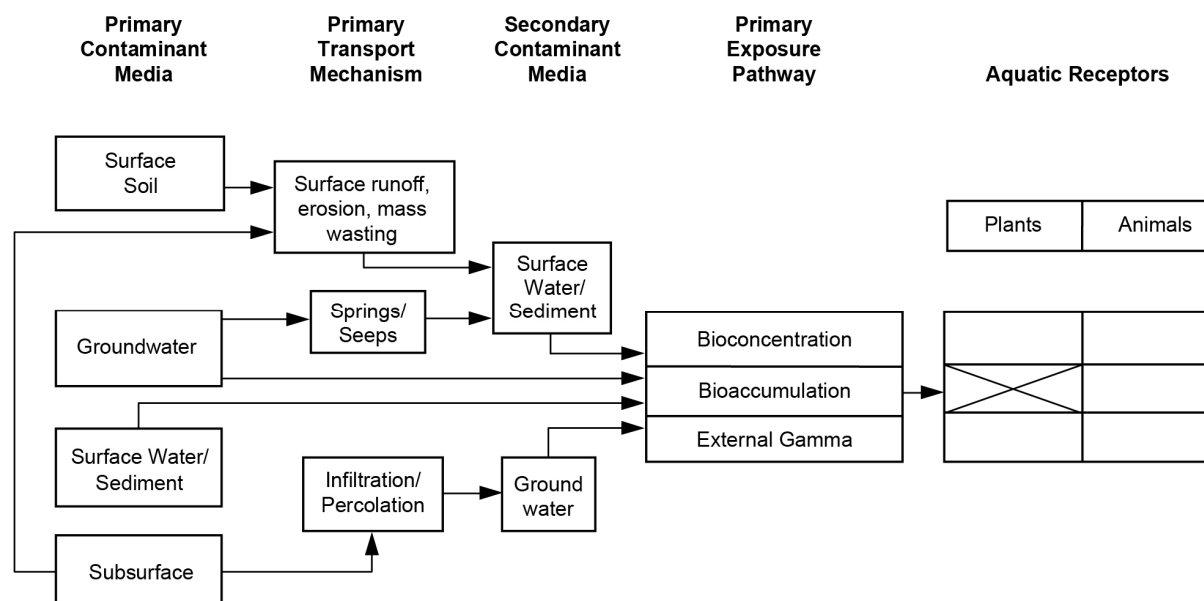 Primary
Contaminant
Media
Primary
Transport
Mechanism
Secondary
Contaminant
Media
Primary
Exposure
Pathway
Aquatic Receptors
Surface
Soil
Surface runoff,
erosion, mass
wasting
Plants
Animals
Surface
Water/
Sediment
Springs/
Seeps
Groundwater
Bioconcentration
Bioaccumulation
External Gamma
Surface Water/
Sediment
Infiltration/
Percolation
Ground
water
Subsurface